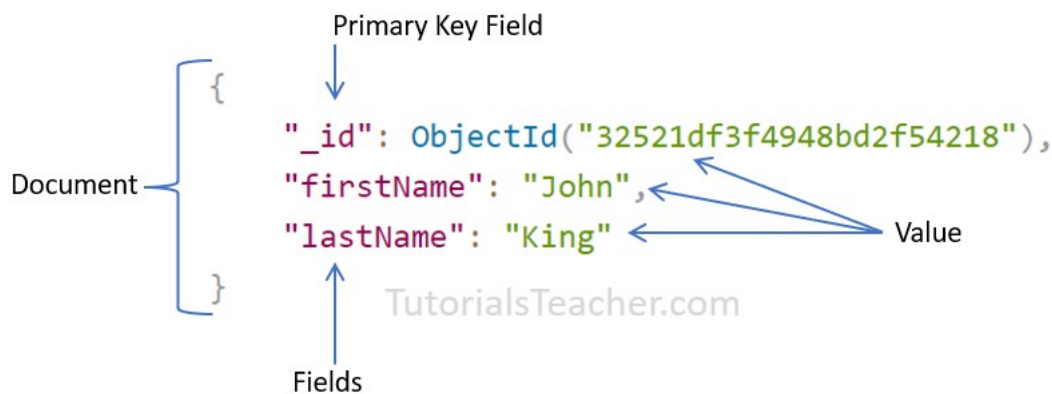 Primary Key Field
{
"_id": ObjectId("32521df3f4948bd2f54218"),
Document
"firstName": "John",
"lastName": "King"
Value
}
TutorialsTeacher.com
Fields